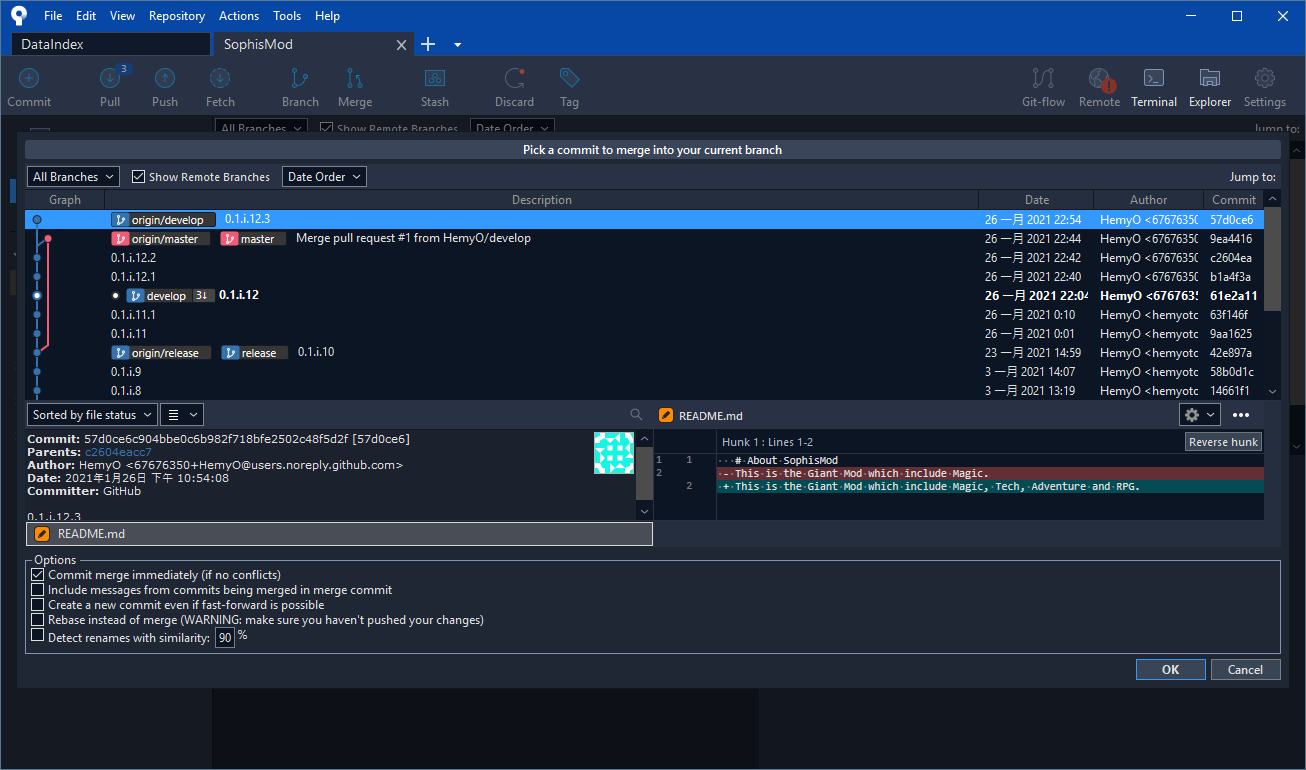 File Edit View Repository Actions Tools Help
DataIndex SophisMod
3
Commit Pull Push Fetch Branch Merge Stash Discard Tag Git-flow Remote Terminal Explorer Settings
All Branches Show Remote Branches Date Order Jump to:
Pick a commit to merge into your current branch
All Branches Show Remote Branches Date Order Jump to:
Graph Description Date Author Commit
origin/develop 0.1.i.12.3 26 一月 2021 22:54 HemyO <67676350 57d0ce6
origin/master master Merge pull request #1 from HemyO/develop 26 一月 2021 22:44 HemyO <67676350 9ea4416
0.1.i.12.2 26 一月 2021 22:42 HemyO <67676350 c2604ea
0.1.i.12.1 26 一月 2021 22:40 HemyO <67676350 b1a4f3a
develop 3↓ 0.1.i.12 26 一月 2021 22:04 HemyO <6767635 61e2a11
0.1.i.11.1 26 一月 2021 0:10 HemyO <hemyotc 63f146f
0.1.i.11 26 一月 2021 0:01 HemyO <hemyotc 9aa1625
origin/release release 0.1.i.10 23 一月 2021 14:59 HemyO <hemyotc 42e897a
0.1.i.9 3 一月 2021 14:07 HemyO <hemyotc 58b0d1c
0.1.i.8 3 一月 2021 13:19 HemyO <hemyotc 14661f1
Sorted by file status README.md
Commit: 57d0ce6c904bbe0c6b982f718bfe2502c48f5d2f [57d0ce6]
Parents: c2604eacc7
Author: HemyO <67676350+HemyO@users.noreply.github.com>
Date: 2021年1月26日 下午 10:54:08
Committer: GitHub
0.1.i.12.3
README.md
Hunk 1 : Lines 1-2 Reverse hunk
1 1 # About SophisMod
2 - This is the Giant Mod which include Magic.
2 + This is the Giant Mod which include Magic, Tech, Adventure and RPG.
Options
Commit merge immediately (if no conflicts)
Include messages from commits being merged in merge commit
Create a new commit even if fast-forward is possible
Rebase instead of merge (WARNING: make sure you haven't pushed your changes)
Detect renames with similarity: 90 %
OK Cancel